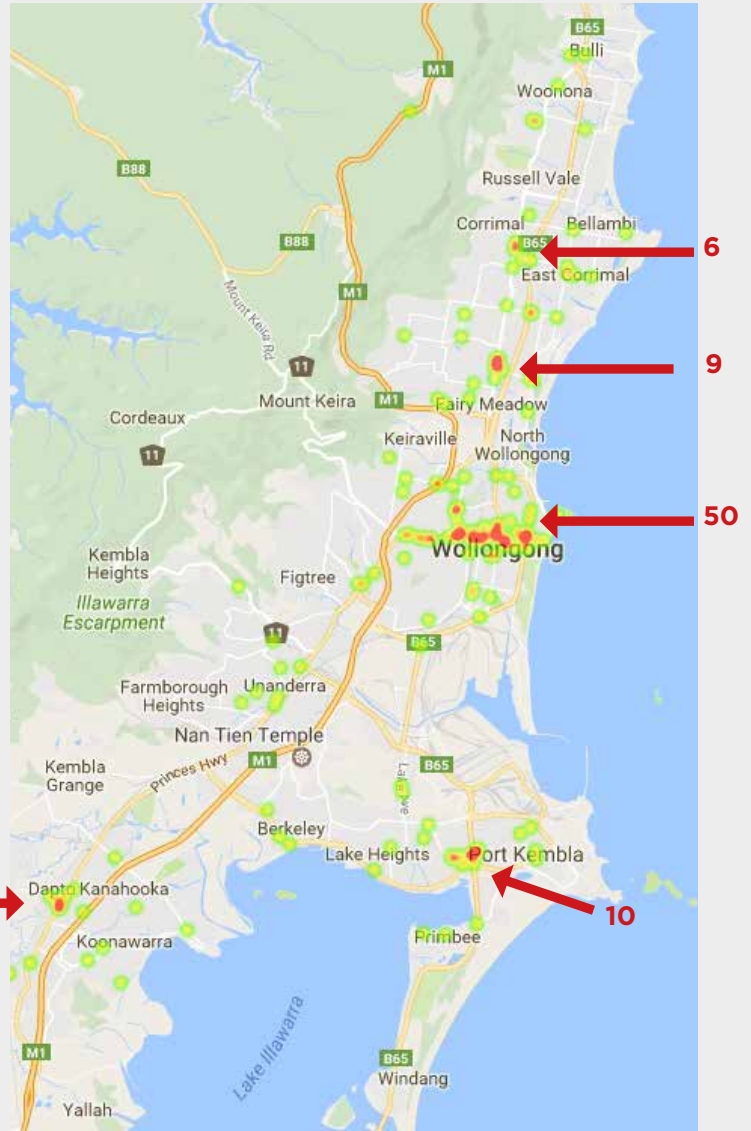 B65
Bulli
M1
Woonona
B88
Russell Vale
Corrimal
Bellambi
B88
B65
6
East Corrimal
M1
Mount Keira Rd
11
9
Mount Keira
M1
Fairy Meadow
Cordeaux
Keiraville
North
Wollongong
11
50
Wollongong
Kembla
Heights
Figtree
Illawarra
Escarpment
11
B65
Farmborough
Heights
Unanderra
Nan Tien Temple
M1
B65
Kembla
Grange
Princes Hwy
Berkeley
Lake Heights
Port Kembla
Dapto
Kanahooka
10
Koonawarra
Primbee
Lake Illawarra
M1
B65
Windang
Yallah